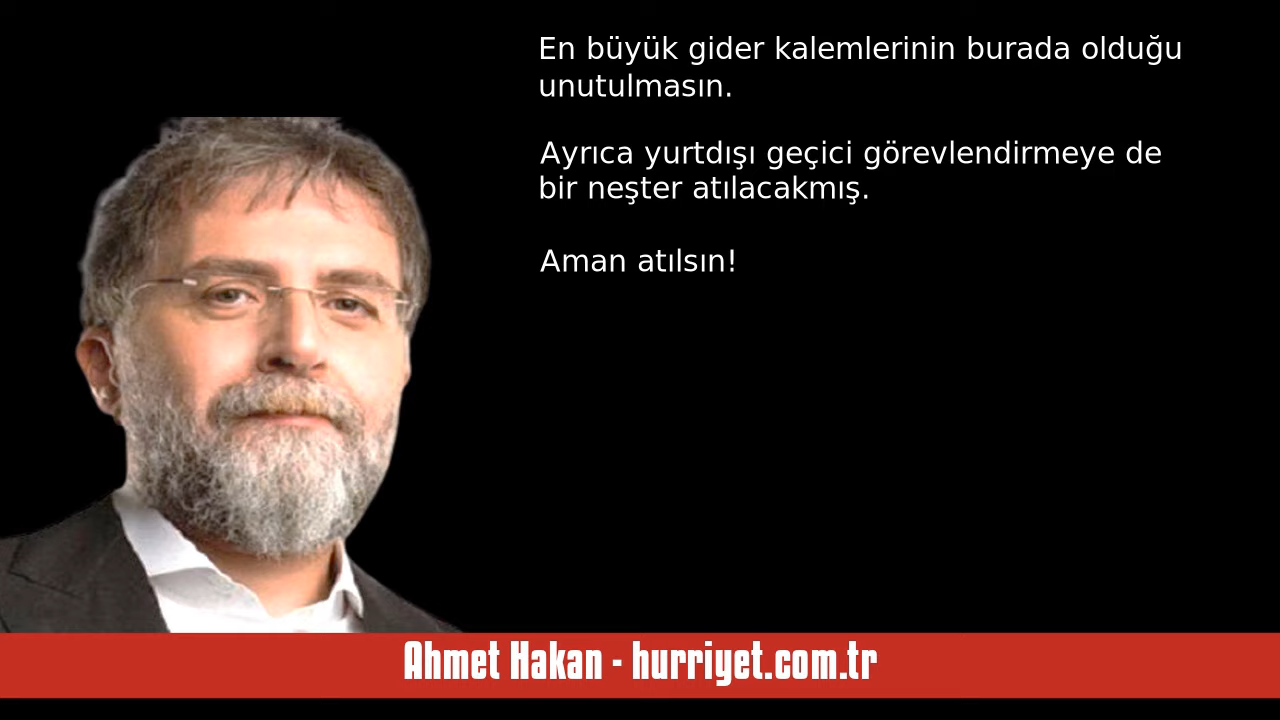 En büyük gider kalemlerinin burada olduğu
unutulmasın.
Ayrıca yurtdışı geçici görevlendirmeye de
bir neşter atılacakmış.
Aman atılsın!
Ahmet Hakan - hurriyet.com.tr